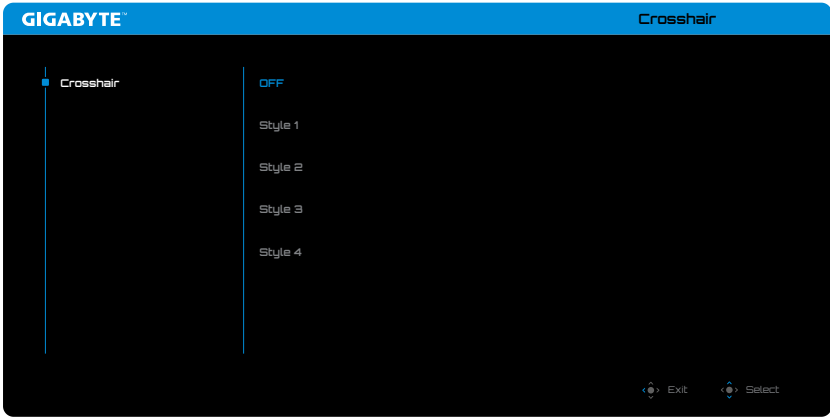 GIGABYTE™
Crosshair
Crosshair
OFF
Style 1
Style 2
Style 3
Style 4
Exit
Select